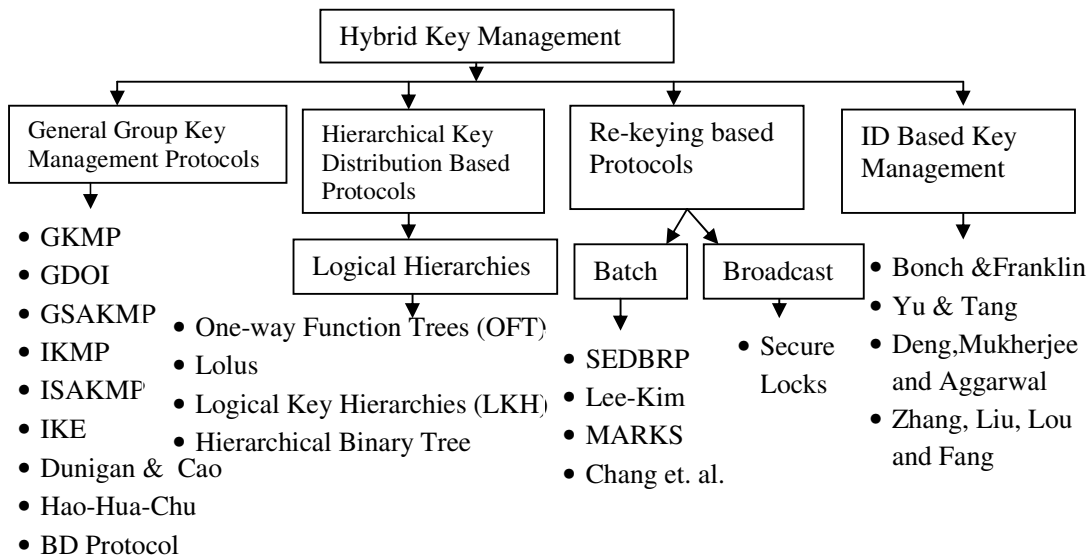 Hybrid Key Management
General Group Key
Management Protocols
Hierarchical Key
Distribution Based
Protocols
Re-keying based
Protocols
ID Based Key
Management
Logical Hierarchies
Batch
Broadcast
• GKMP
• GDOI
• GSAKMP
• IKMP
• ISAKMP
• IKE
• Dunigan & Cao
• Hao-Hua-Chu
• BD Protocol
• One-way Function Trees (OFT)
• Lolus
• Logical Key Hierarchies (LKH)
• Hierarchical Binary Tree
• SEDBRP
• Lee-Kim
• MARKS
• Chang et. al.
• Secure
Locks
• Bonch &Franklin
• Yu & Tang
• Deng,Mukherjee
and Aggarwal
• Zhang, Liu, Lou
and Fang